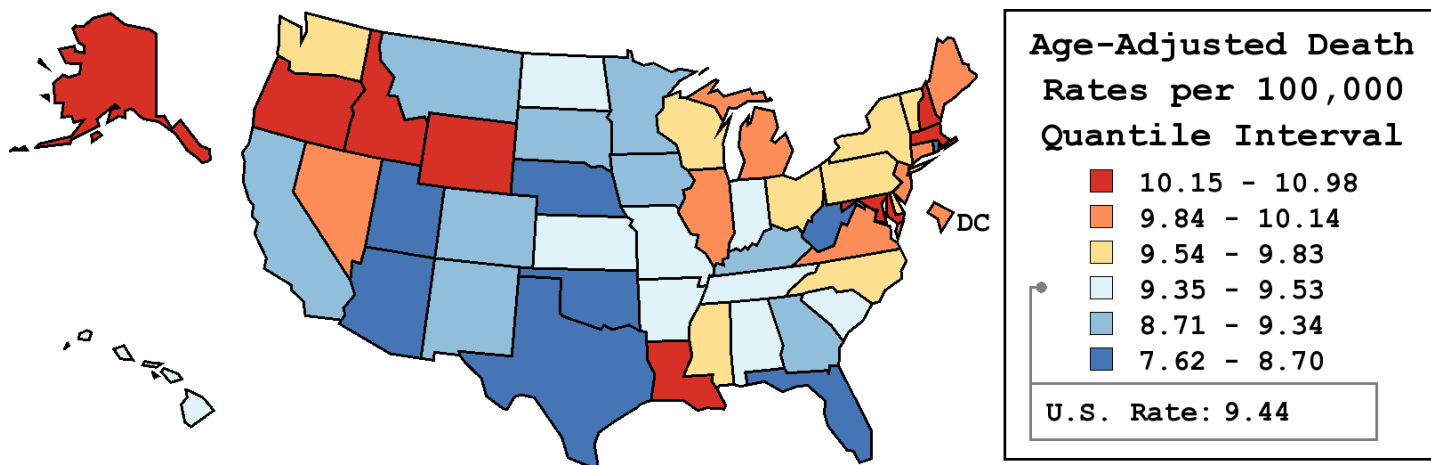 Age-Adjusted Death
Rates per 100,000
Quantile Interval
10.15 - 10.98
9.84 - 10.14
9.54 - 9.83
9.35 - 9.53
8.71 - 9.34
7.62 - 8.70
U.S. Rate: 9.44
DC